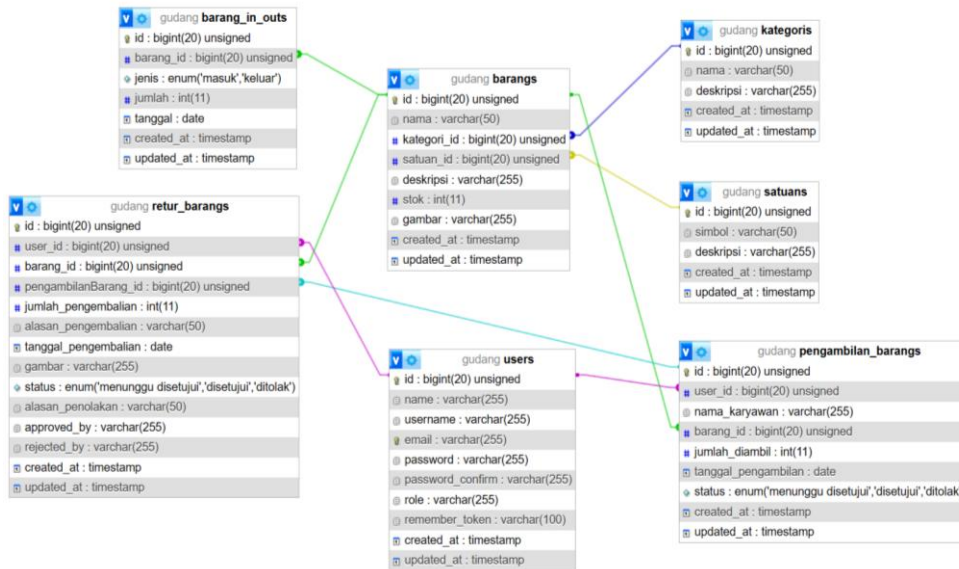 gudang barang_in_outs
id : bigint(20) unsigned
barang_id : bigint(20) unsigned
jenis : enum('masuk','keluar')
jumlah : int(11)
tanggal : date
created_at : timestamp
updated_at : timestamp
gudang retur_barangs
id : bigint(20) unsigned
user_id : bigint(20) unsigned
barang_id : bigint(20) unsigned
pengambilanBarang_id : bigint(20) unsigned
jumlah_pengembalian : int(11)
alasan_pengembalian : varchar(50)
tanggal_pengembalian : date
gambar : varchar(255)
status : enum('menunggu disetujui','disetujui','ditolak')
alasan_penolakan : varchar(50)
approved_by : varchar(255)
rejected_by : varchar(255)
created_at : timestamp
updated_at : timestamp
gudang barangs
id : bigint(20) unsigned
nama : varchar(50)
kategori_id : bigint(20) unsigned
satuan_id : bigint(20) unsigned
deskripsi : varchar(255)
stok : int(11)
gambar : varchar(255)
created_at : timestamp
updated_at : timestamp
gudang users
id : bigint(20) unsigned
name : varchar(255)
username : varchar(255)
email : varchar(255)
password : varchar(255)
password_confirm : varchar(255)
role : varchar(255)
remember_token : varchar(100)
created_at : timestamp
updated_at : timestamp
gudang kategoris
id : bigint(20) unsigned
nama : varchar(50)
deskripsi : varchar(255)
created_at : timestamp
updated_at : timestamp
gudang satuans
id : bigint(20) unsigned
simbol : varchar(50)
deskripsi : varchar(255)
created_at : timestamp
updated_at : timestamp
gudang pengambilan_barangs
id : bigint(20) unsigned
user_id : bigint(20) unsigned
nama_karyawan : varchar(255)
barang_id : bigint(20) unsigned
jumlah_diambil : int(11)
tanggal_pengambilan : date
status : enum('menunggu disetujui','disetujui','ditolak
created_at : timestamp
updated_at : timestamp